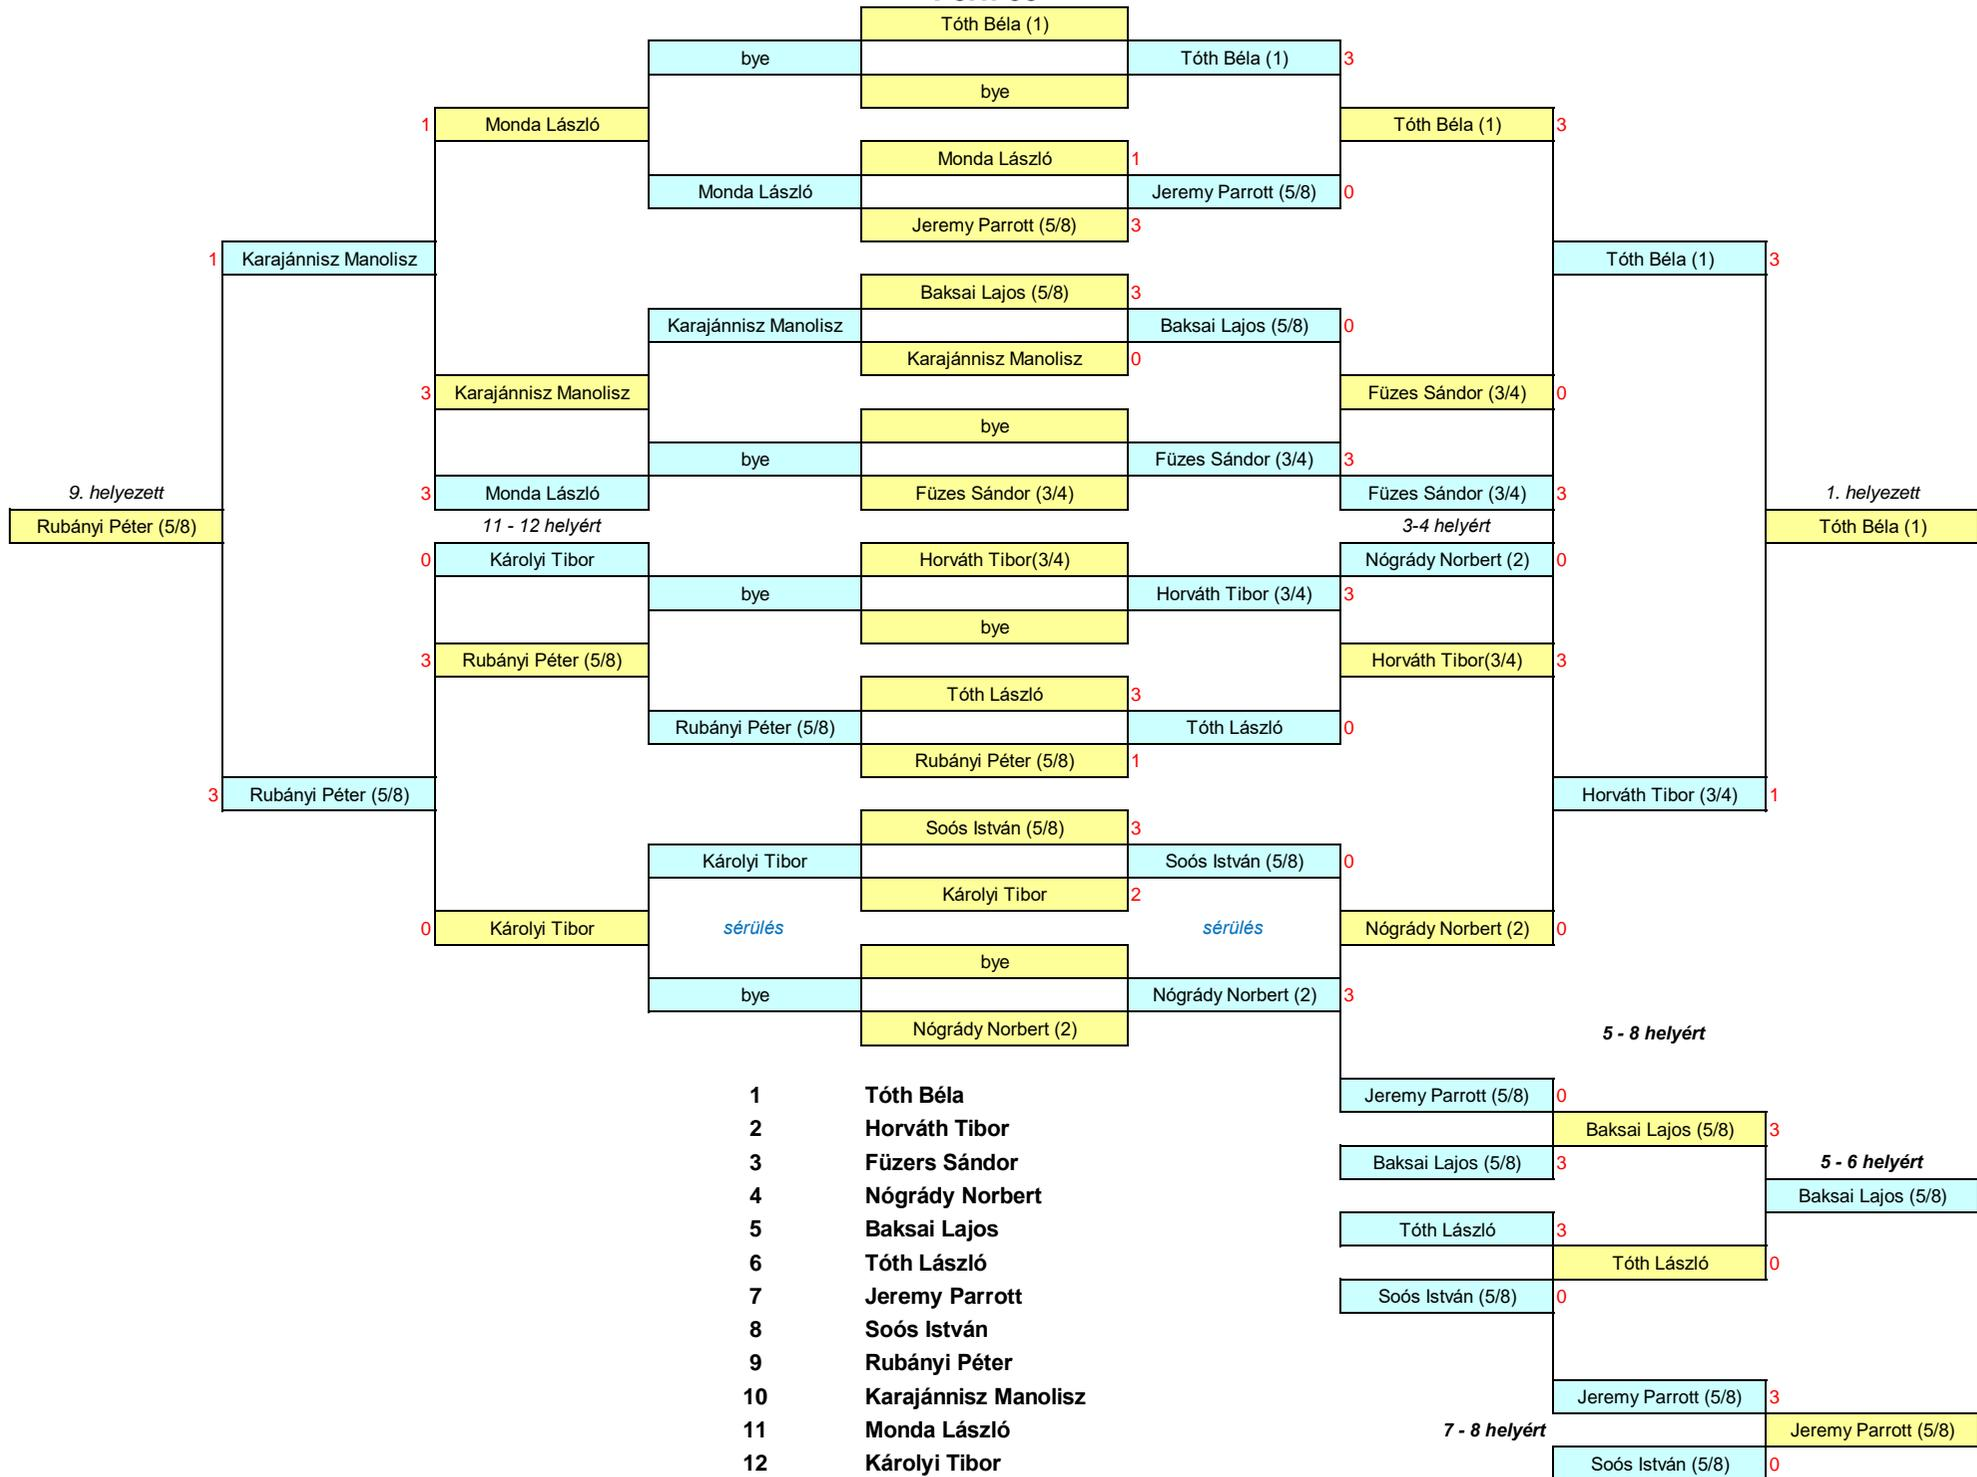 Tóth Béla (1)
bye Tóth Béla (1) 3
bye
1 Monda László Tóth Béla (1) 3
Monda László 1
Monda László Jeremy Parrott (5/8) 0
Jeremy Parrott (5/8) 3
1 Karajánnisz Manolisz Tóth Béla (1) 3
Baksai Lajos (5/8) 3
Karajánnisz Manolisz Baksai Lajos (5/8) 0
Karajánnisz Manolisz 0
3 Karajánnisz Manolisz Füzes Sándor (3/4) 0
bye
bye Füzes Sándor (3/4) 3
9. helyezett 3 Monda László Füzes Sándor (3/4) Füzes Sándor (3/4) 3 1. helyezett
Rubányi Péter (5/8) 11 - 12 helyért 3-4 helyért Tóth Béla (1)
0 Károlyi Tibor Horváth Tibor(3/4) Nógrády Norbert (2) 0
bye Horváth Tibor (3/4) 3
bye
3 Rubányi Péter (5/8) Horváth Tibor(3/4) 3
Tóth László 3
Rubányi Péter (5/8) Tóth László 0
Rubányi Péter (5/8) 1
3 Rubányi Péter (5/8) Horváth Tibor (3/4) 1
Soós István (5/8) 3
Károlyi Tibor Soós István (5/8) 0
Károlyi Tibor 2
0 Károlyi Tibor sérülés sérülés Nógrády Norbert (2) 0
bye
bye Nógrády Norbert (2) 3
Nógrády Norbert (2) 5 - 8 helyért
1 Tóth Béla Jeremy Parrott (5/8) 0
2 Horváth Tibor Baksai Lajos (5/8) 3
3 Füzers Sándor Baksai Lajos (5/8) 3 5 - 6 helyért
4 Nógrády Norbert Baksai Lajos (5/8)
5 Baksai Lajos Tóth László 3
6 Tóth László Tóth László 0
7 Jeremy Parrott Soós István (5/8) 0
8 Soós István
9 Rubányi Péter
10 Karajánnisz Manolisz Jeremy Parrott (5/8) 3
11 Monda László 7 - 8 helyért Jeremy Parrott (5/8)
12 Károlyi Tibor Soós István (5/8) 0